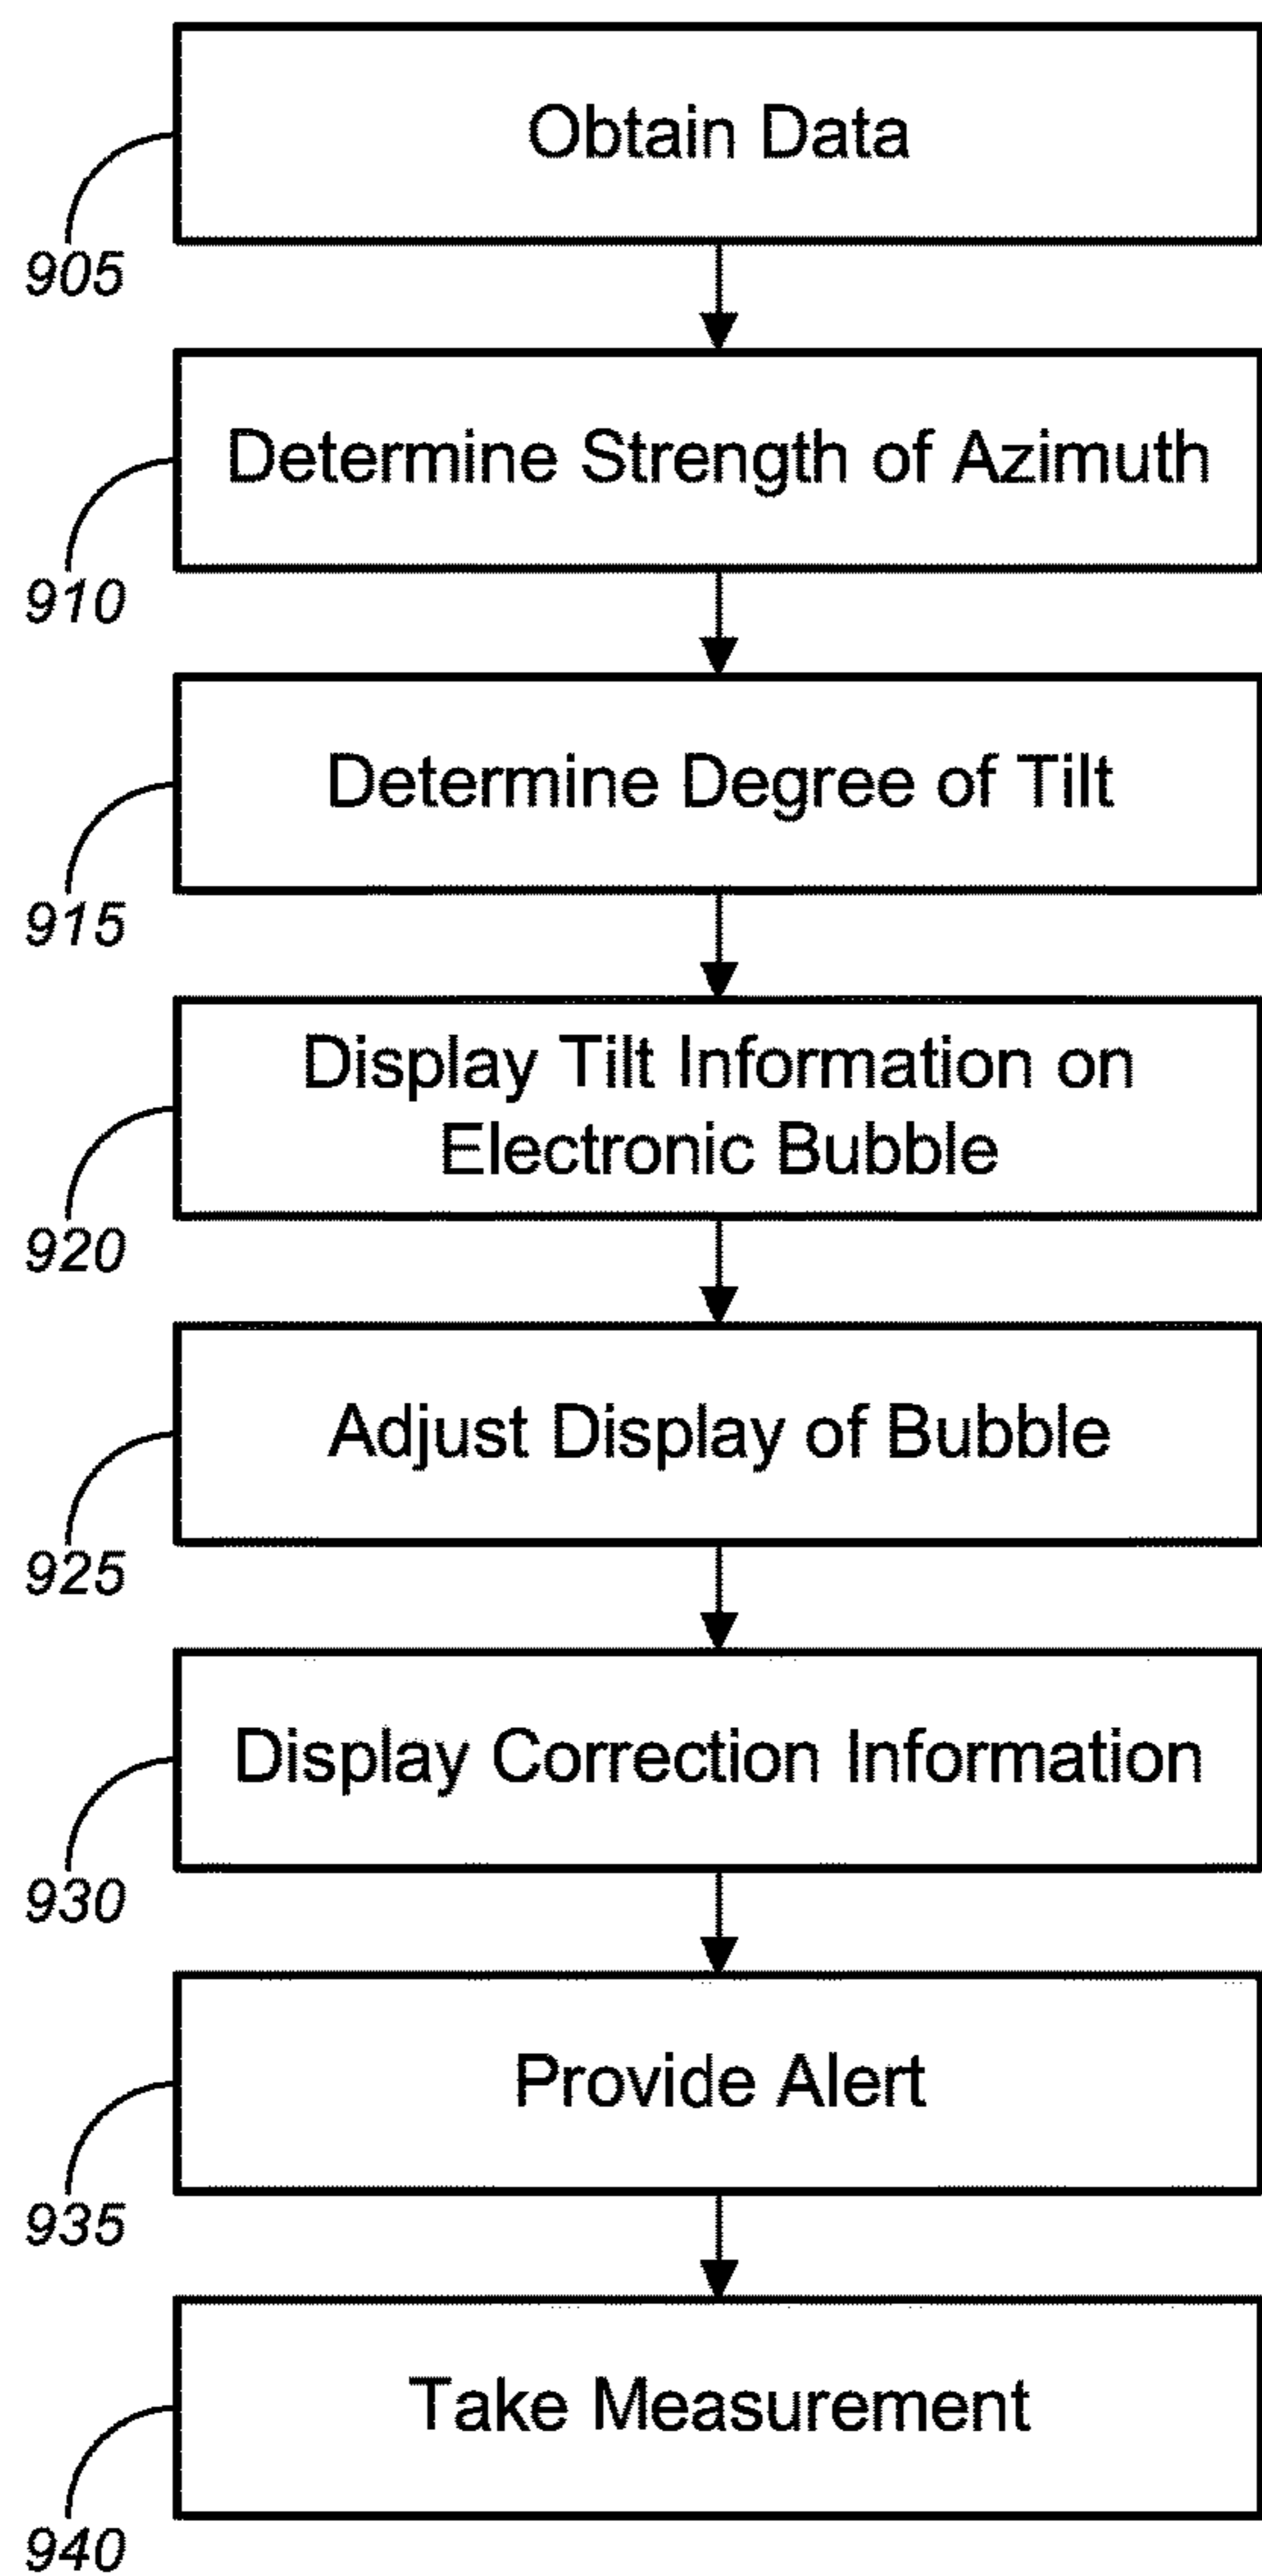 Obtain Data
905
Determine Strength of Azimuth
910
Determine Degree of Tilt
915
Display Tilt Information on
Electronic Bubble
920
Adjust Display of Bubble
925
Display Correction Information
930
Provide Alert
935
Take Measurement
940